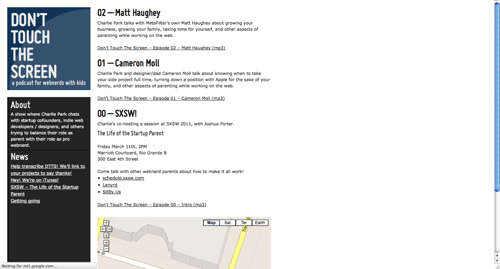 DON'T
TOUCH
THE
SCREEN
a podcast for webnerds with kids
About
A show where Charlie Park chats
with startup cofounders, indie web
developers / designers, and others
trying to balance their role as
parent with their role as pro
webnerd.
News
Help transcribe DTTS! We'll link to
your projects to say thanks!
Hey! We're on iTunes!
SXSW – The Life of the Startup
Parent
Getting going
02 — Matt Haughey
Charlie Park talks with MetaFilter's own Matt Haughey about growing your
business, growing your family, taking time for yourself, and other aspects of
parenting while working on the web.
Don't Touch The Screen – Episode 02 – Matt Haughey (mp3)
01 — Cameron Moll
Charlie Park and designer/dad Cameron Moll talk about knowing when to take
your side project full time, turning down a position with Apple for the sake of your
family, and other aspects of parenting while working on the web.
Don't Touch The Screen – Episode 01 – Cameron Moll (mp3)
00 — SXSW!
Charlie's co-hosting a session at SXSW 2011, with Joshua Porter.
The Life of the Startup Parent
Friday March 11th, 2PM
Marriott Courtyard, Rio Grande B
300 East 4th Street
Come talk with other webnerd parents about how to make it all work!
• schedule.sxsw.com
• Lanyrd
• SitBy.Us
Don't Touch The Screen – Episode 00 – Intro (mp3)
Map
Sat
Ter
Earth
Waiting for mt1.google.com...